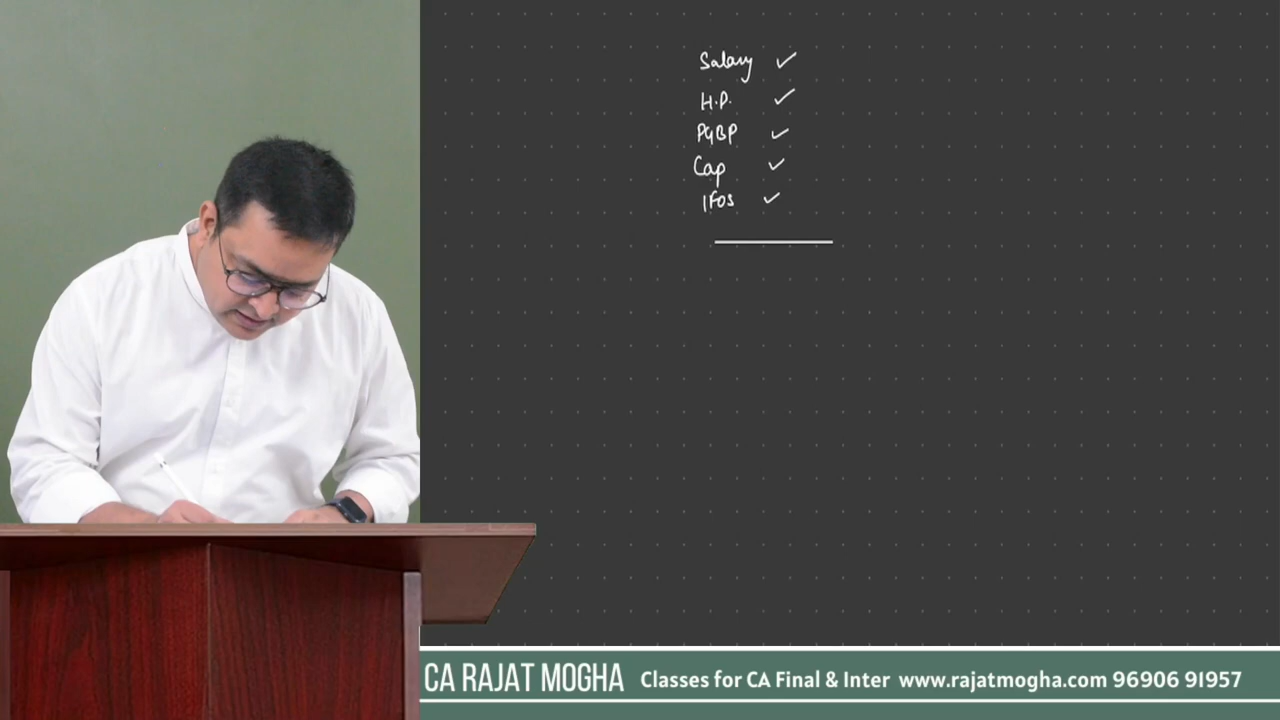 Salary ✓
H.P. ✓
PGBP ✓
Cap ✓
IFOS ✓
CA RAJAT MOGHA Classes for CA Final & Inter www.rajatmogha.com 96906 91957